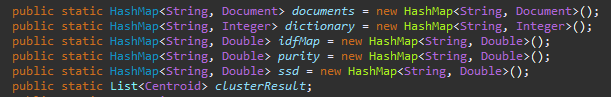 public static HashMap<String, Document> documents = new HashMap<String, Document>();
public static HashMap<String, Integer> dictionary = new HashMap<String, Integer>();
public static HashMap<String, Double> idfMap = new HashMap<String, Double>();
public static HashMap<String, Double> purity = new HashMap<String, Double>();
public static HashMap<String, Double> ssd = new HashMap<String, Double>();
public static List<Centroid> clusterResult;